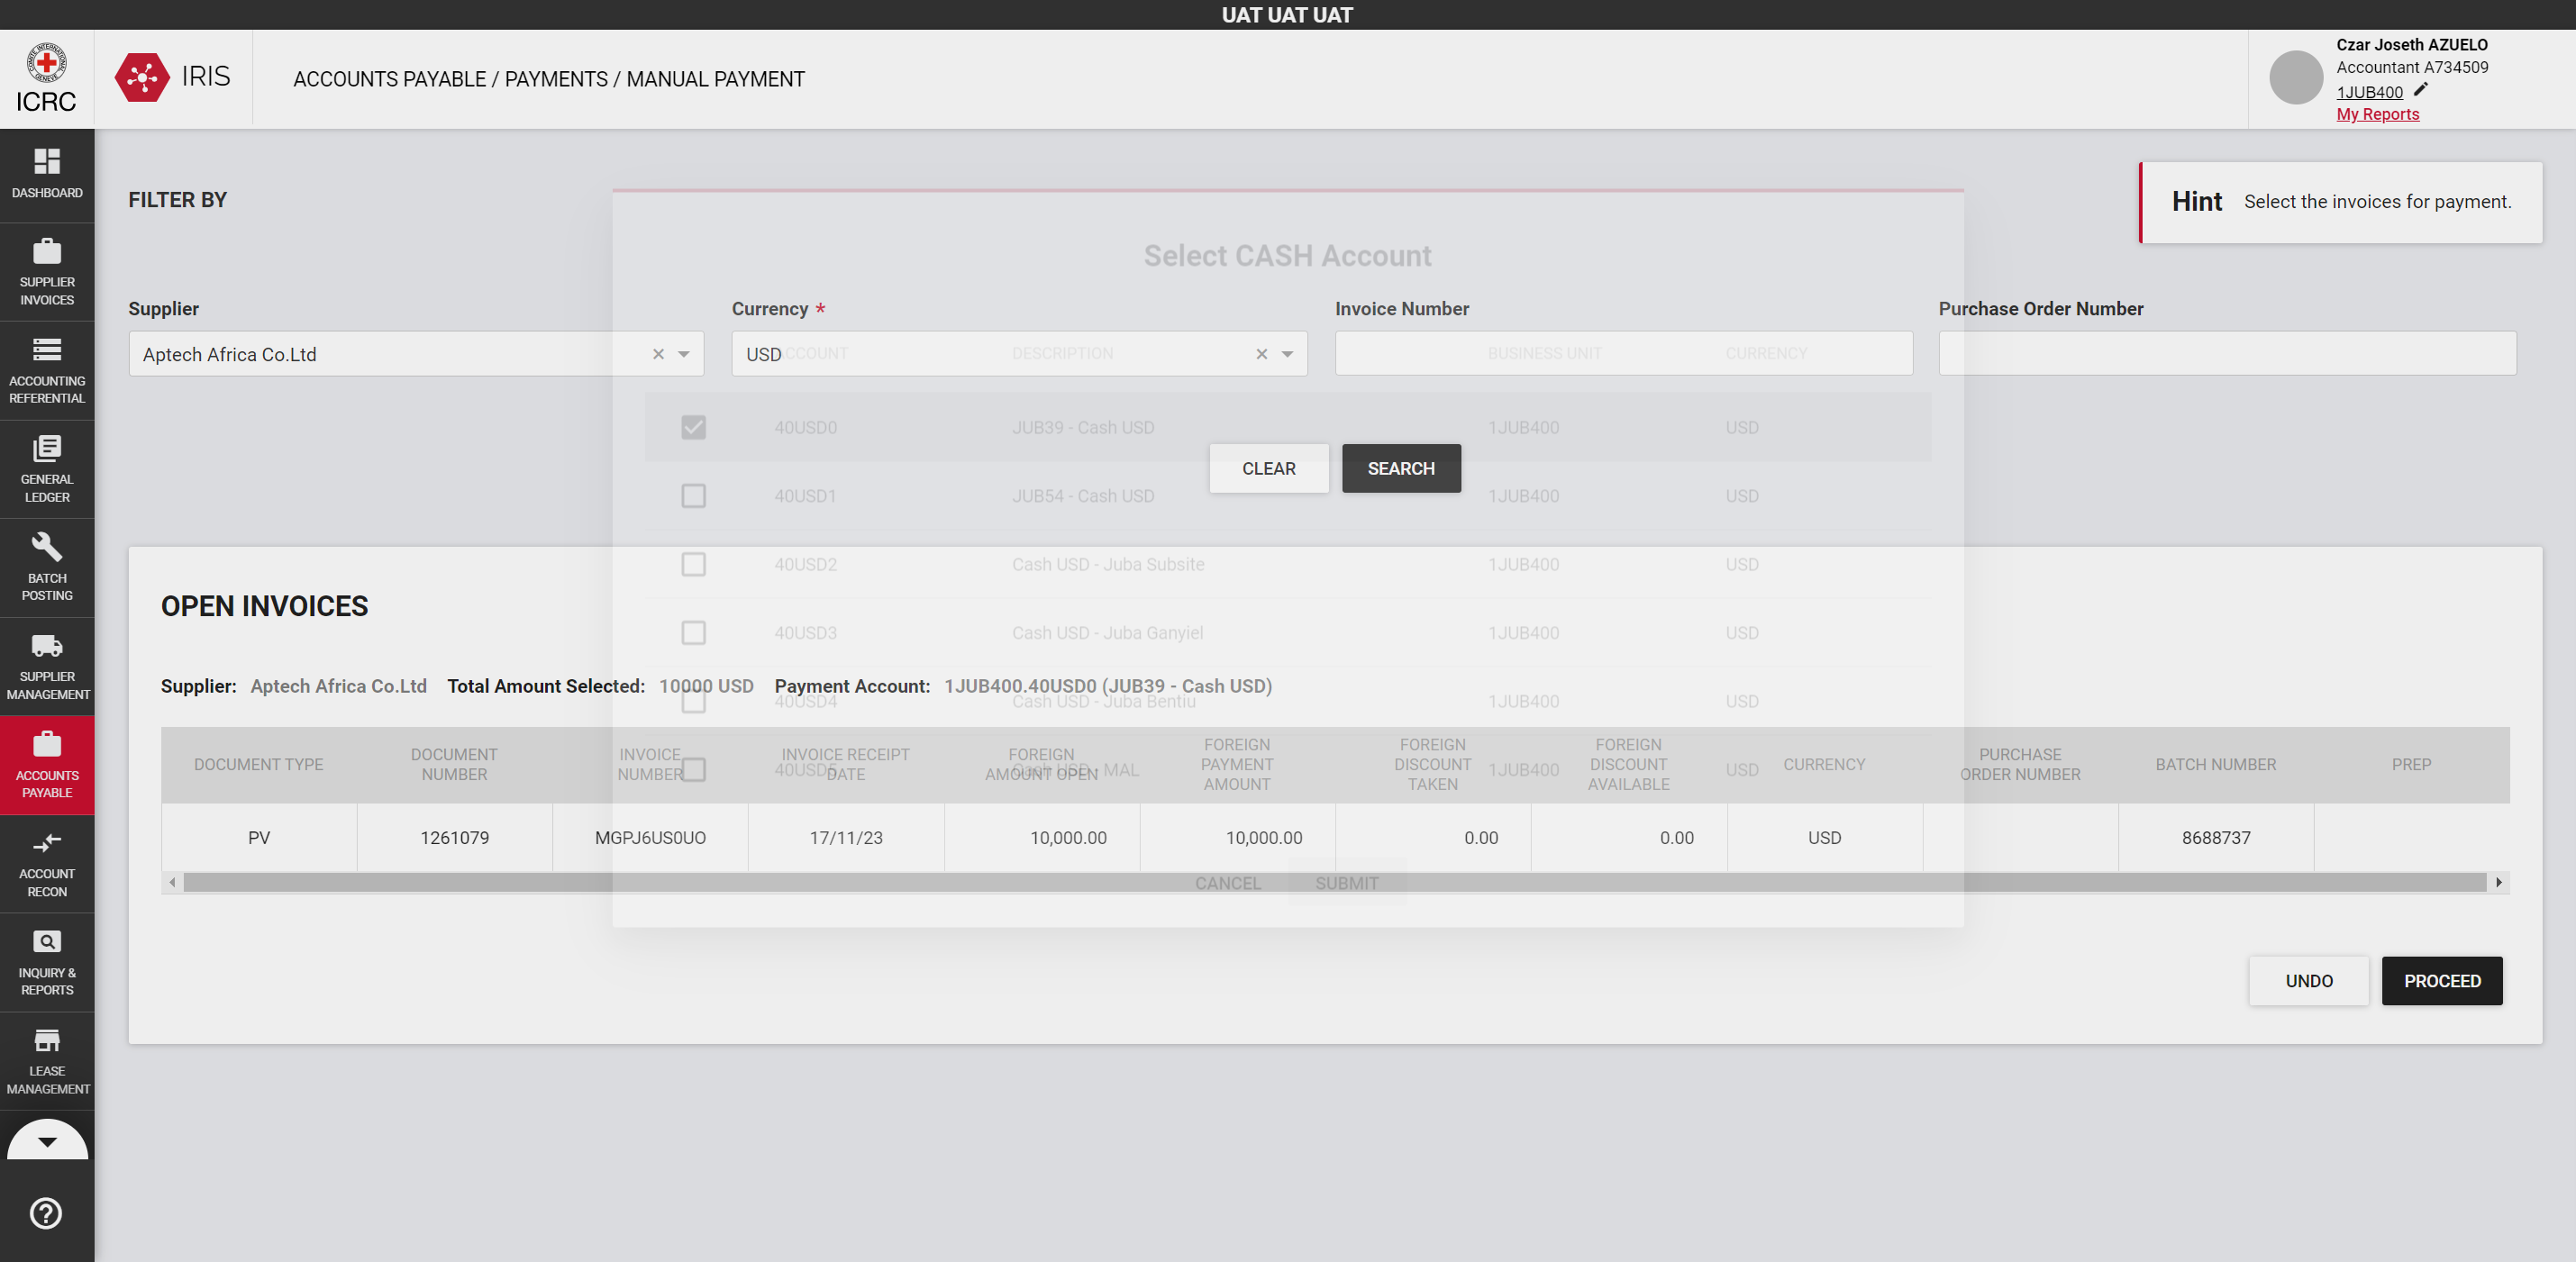 UAT UAT UAT
COMITE INTERNATIONAL GENEVE
ICRC
IRIS
ACCOUNTS PAYABLE / PAYMENTS / MANUAL PAYMENT
Czar Joseth AZUELO
Accountant A734509
1JUB400
My Reports
DASHBOARD
SUPPLIER
INVOICES
ACCOUNTING
REFERENTIAL
GENERAL
LEDGER
BATCH
POSTING
SUPPLIER
MANAGEMENT
ACCOUNTS
PAYABLE
ACCOUNT
RECON
INQUIRY &
REPORTS
LEASE
MANAGEMENT
FILTER BY
Hint Select the invoices for payment.
Supplier
Aptech Africa Co.Ltd
Currency *
USD
Invoice Number
Purchase Order Number
CLEAR SEARCH
Select CASH Account
ACCOUNT DESCRIPTION BUSINESS UNIT CURRENCY
40USD0 JUB39 - Cash USD 1JUB400 USD
40USD1 JUB54 - Cash USD 1JUB400 USD
40USD2 Cash USD - Juba Subsite 1JUB400 USD
40USD3 Cash USD - Juba Ganyiel 1JUB400 USD
40USD4 Cash USD - Juba Bentiu 1JUB400 USD
40USD5 Cash USD - MAL 1JUB400 USD
CANCEL SUBMIT
OPEN INVOICES
Supplier: Aptech Africa Co.Ltd Total Amount Selected: 10000 USD Payment Account: 1JUB400.40USD0 (JUB39 - Cash USD)
DOCUMENT TYPE
DOCUMENT
NUMBER
INVOICE
NUMBER
INVOICE RECEIPT
DATE
FOREIGN
AMOUNT OPEN
FOREIGN
PAYMENT
AMOUNT
FOREIGN
DISCOUNT
TAKEN
FOREIGN
DISCOUNT
AVAILABLE
CURRENCY
PURCHASE
ORDER NUMBER
BATCH NUMBER
PREP
PV 1261079 MGPJ6US0UO 17/11/23 10,000.00 10,000.00 0.00 0.00 USD 8688737
UNDO PROCEED